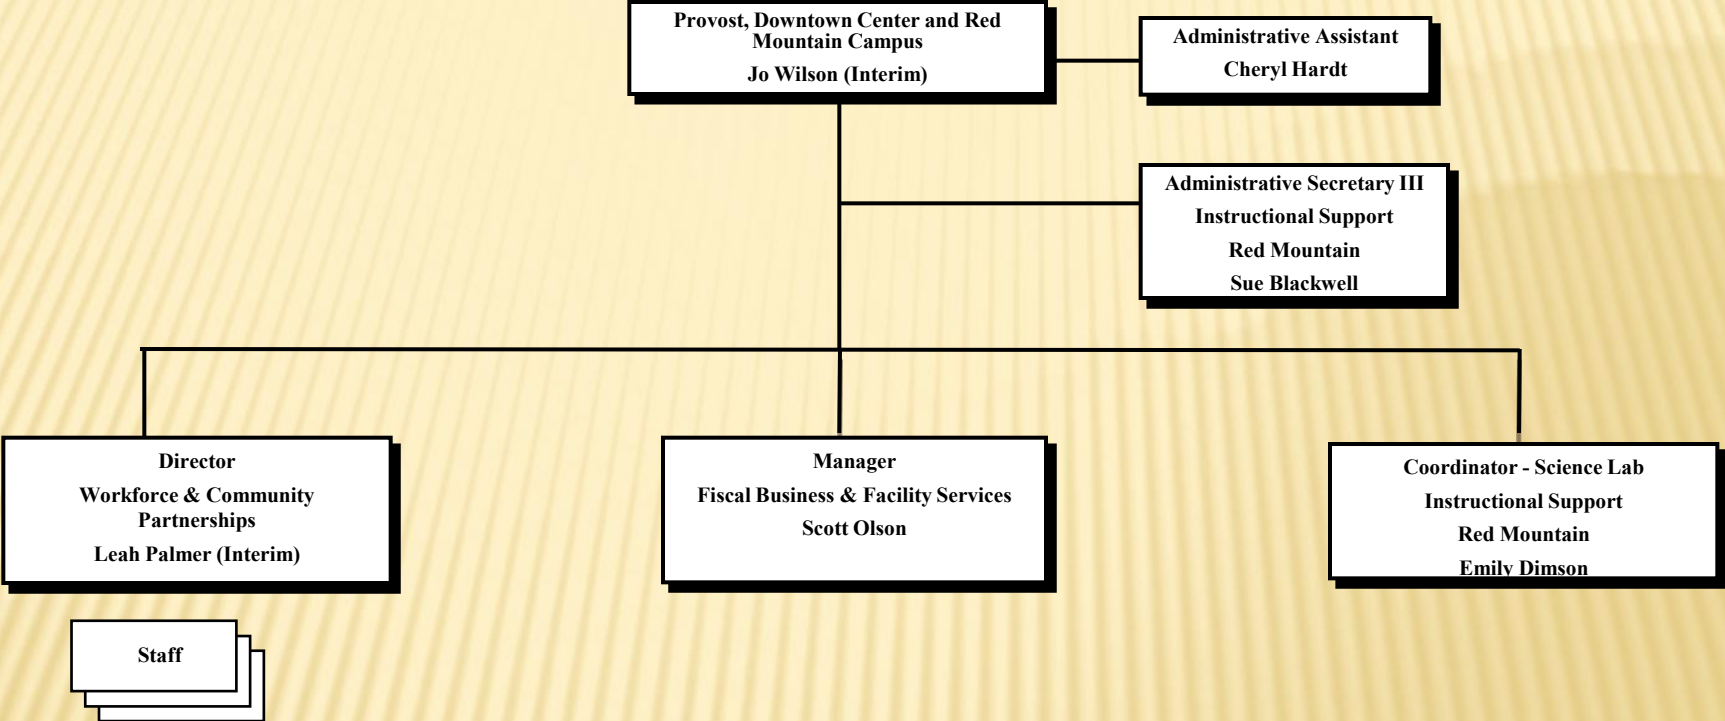 Provost, Downtown Center and Red
Mountain Campus
Jo Wilson (Interim)
Administrative Assistant
Cheryl Hardt
Administrative Secretary III
Instructional Support
Red Mountain
Sue Blackwell
Director
Workforce & Community
Partnerships
Leah Palmer (Interim)
Manager
Fiscal Business & Facility Services
Scott Olson
Coordinator - Science Lab
Instructional Support
Red Mountain
Emily Dimson
Staff